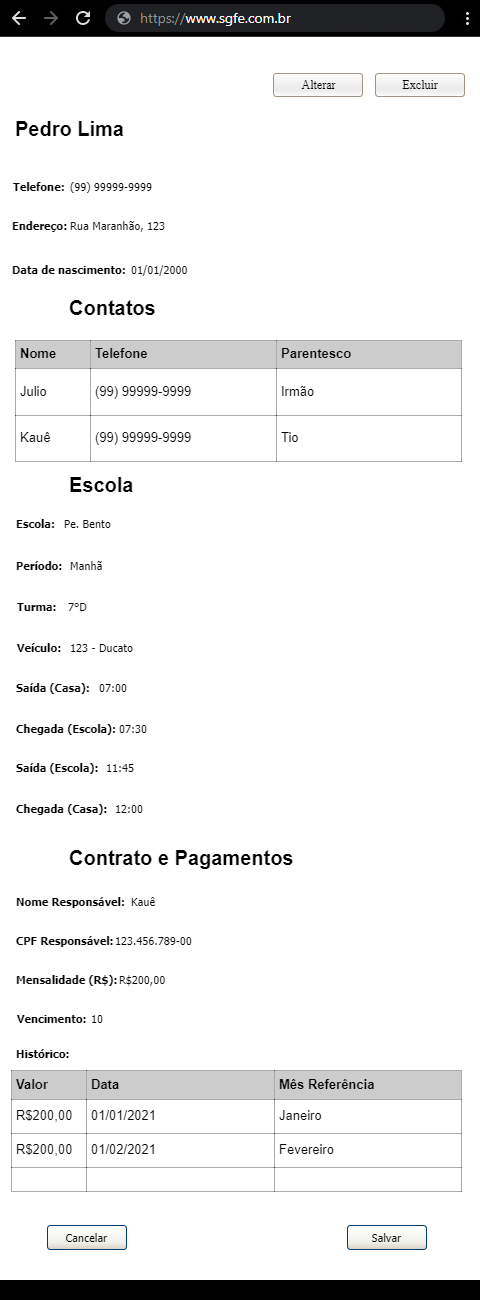 https://www.sgfe.com.br
Alterar Excluir
Pedro Lima
Telefone: (99) 99999-9999
Endereço: Rua Maranhão, 123
Data de nascimento: 01/01/2000
Contatos
Nome Telefone Parentesco
Julio (99) 99999-9999 Irmão
Kauê (99) 99999-9999 Tio
Escola
Escola: Pe. Bento
Período: Manhã
Turma: 7ºD
Veículo: 123 - Ducato
Saída (Casa): 07:00
Chegada (Escola): 07:30
Saída (Escola): 11:45
Chegada (Casa): 12:00
Contrato e Pagamentos
Nome Responsável: Kauê
CPF Responsável: 123.456.789-00
Mensalidade (R$): R$200,00
Vencimento: 10
Histórico:
Valor Data Mês Referência
R$200,00 01/01/2021 Janeiro
R$200,00 01/02/2021 Fevereiro
Cancelar Salvar